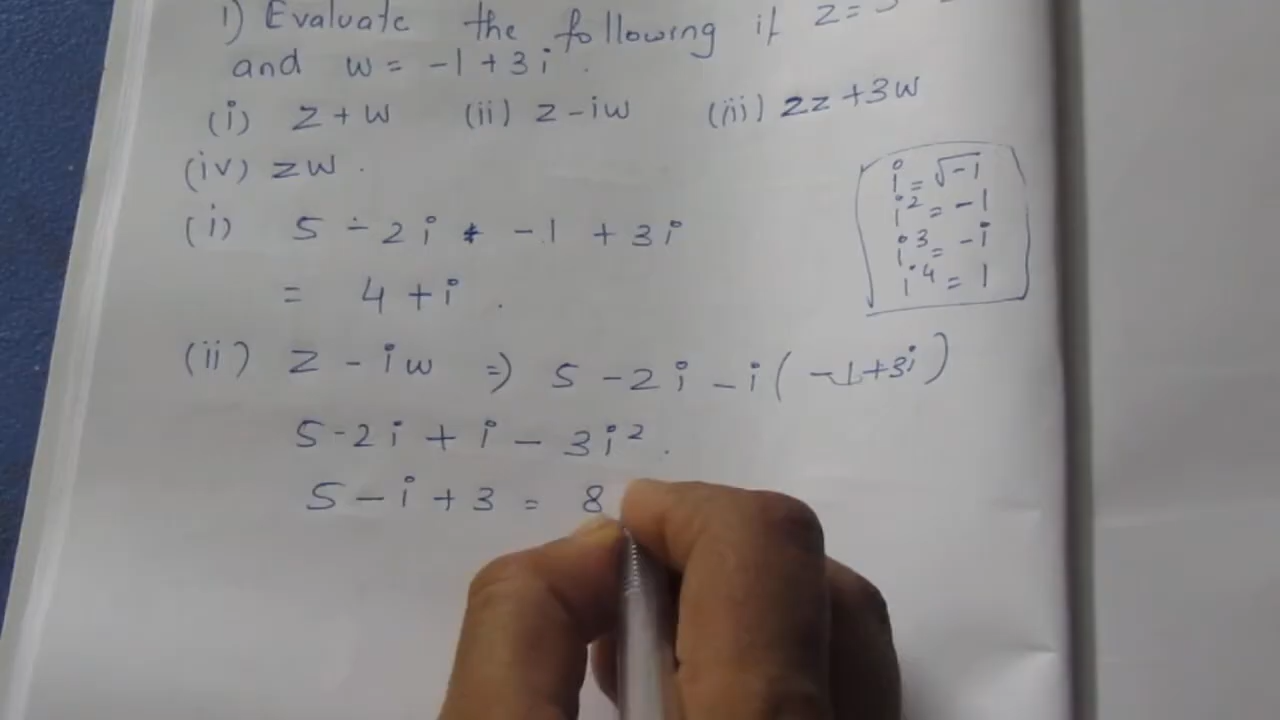 1) Evaluate the following if z =
and w = -1 + 3i.
(i) z + w (ii) z - iw (iii) 2z + 3w
(iv) zw.
i = √-1
i² = -1
i³ = -i
i⁴ = 1
(i) 5 - 2i + -1 + 3i
= 4 + i.
(ii) z - iw => 5 - 2i - i(-1+3i)
5-2i + i - 3i².
5 - i + 3 = 8